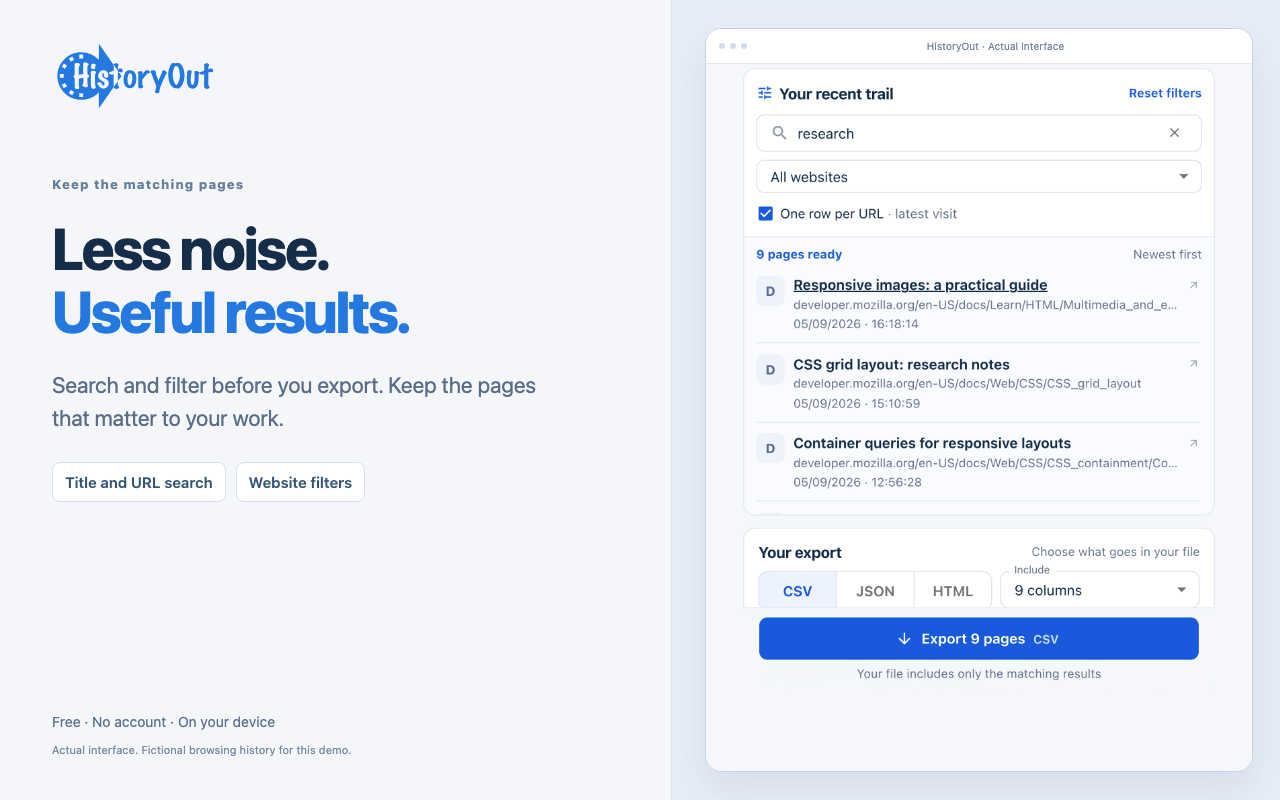 HistoryOut
Keep the matching pages
Less noise.
Useful results.
Search and filter before you export. Keep the pages
that matter to your work.
Title and URL search
Website filters
Free · No account · On your device
Actual interface. Fictional browsing history for this demo.
HistoryOut · Actual interface
Your recent trail
Reset filters
research
All websites
One row per URL · latest visit
9 pages ready
Newest first
D
Responsive images: a practical guide
developer.mozilla.org/en-US/docs/Learn/HTML/Multimedia_and_e...
05/09/2026 · 16:18:14
D
CSS grid layout: research notes
developer.mozilla.org/en-US/docs/Web/CSS/CSS_grid_layout
05/09/2026 · 15:10:59
D
Container queries for responsive layouts
developer.mozilla.org/en-US/docs/Web/CSS/CSS_containment/Co...
05/09/2026 · 12:56:28
Your export
Choose what goes in your file
CSV
JSON
HTML
Include
9 columns
Export 9 pages CSV
Your file includes only the matching results